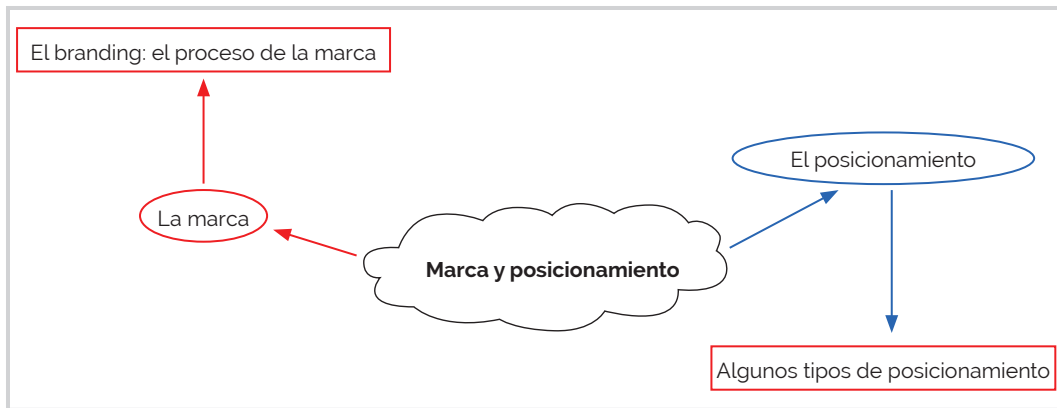 El branding: el proceso de la marca
El posicionamiento
La marca
Marca y posicionamiento
Algunos tipos de posicionamiento